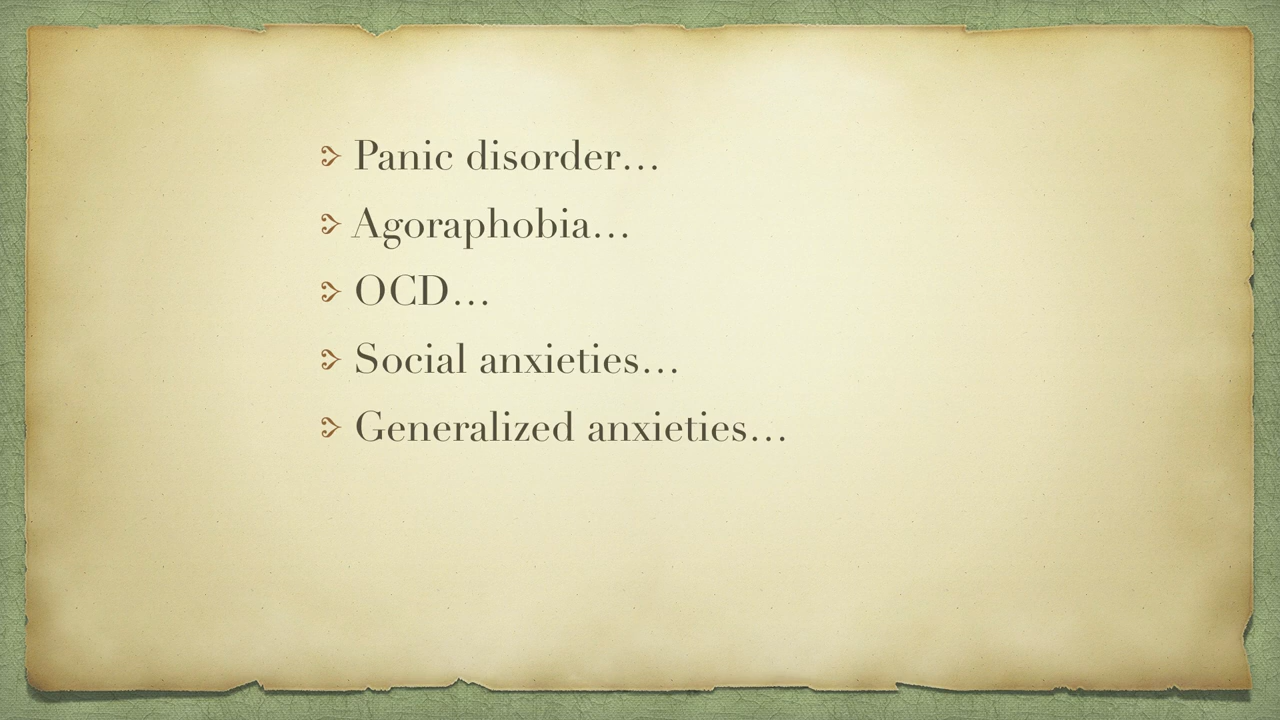 Panic disorder…
Agoraphobia…
OCD…
Social anxieties…
Generalized anxieties…